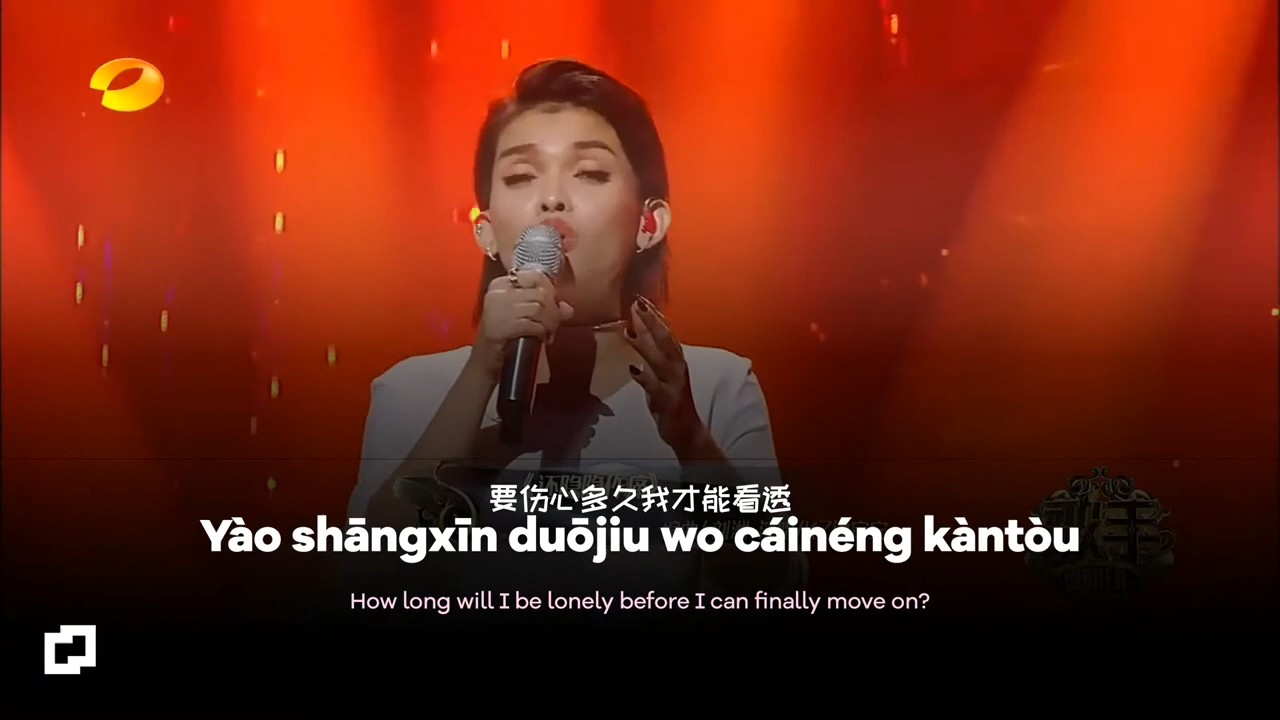 要伤心多久我才能看透
Yào shāngxīn duōjiu wo cáinéng kàntòu
How long will I be lonely before I can finally move on?